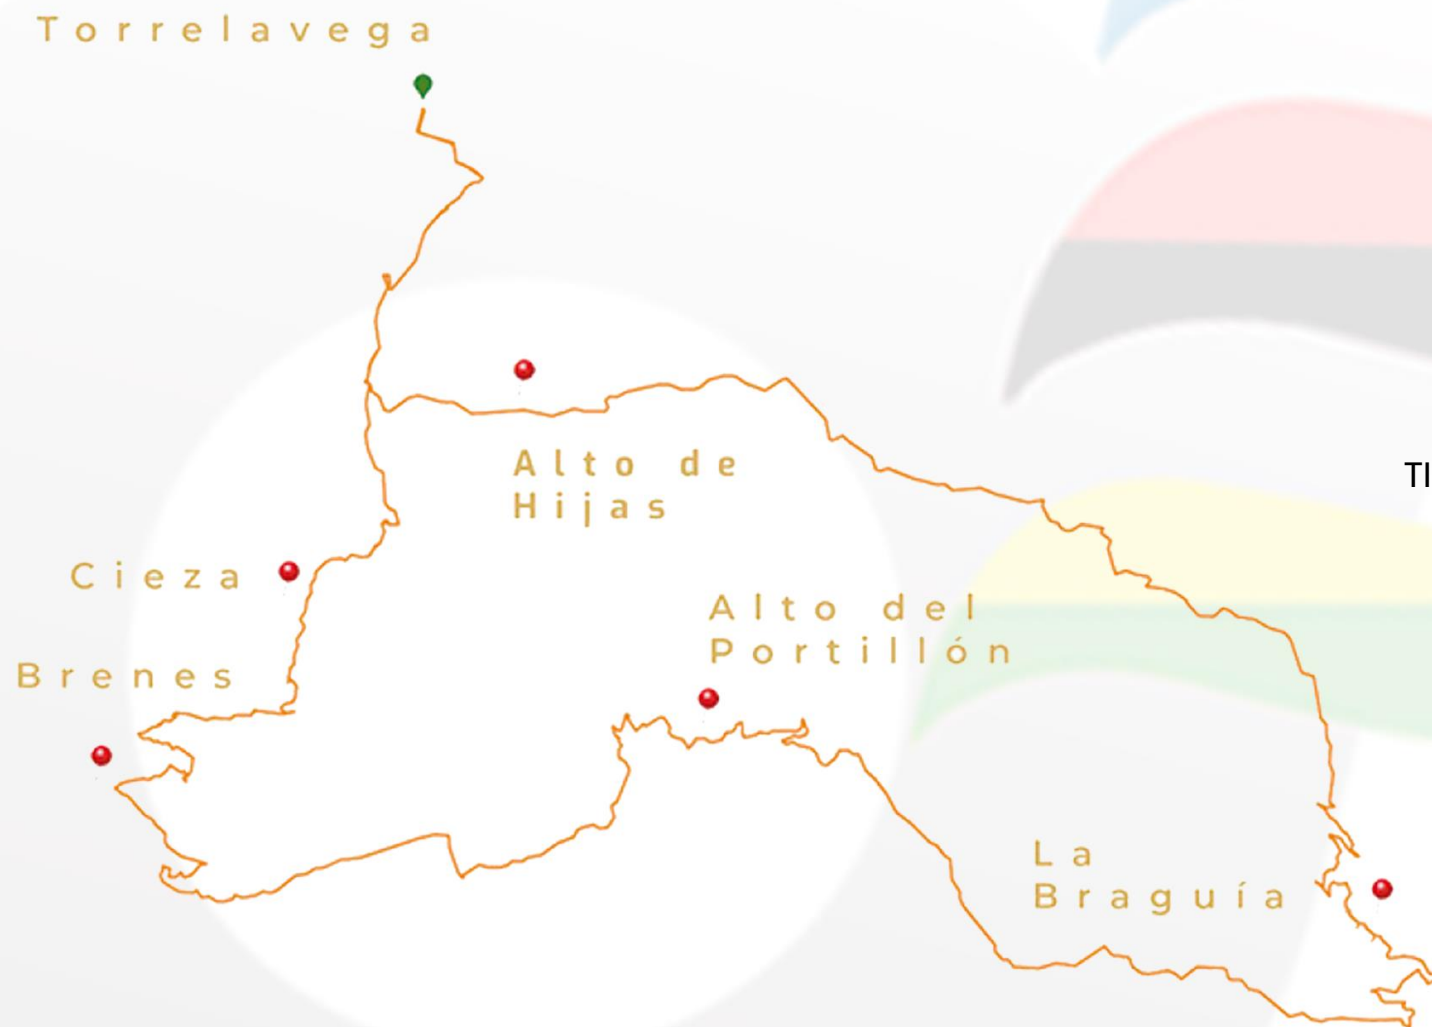 Torrelavega
Alto de
Hijas
Cieza
Alto del
Portillón
Brenes
La
Braguía